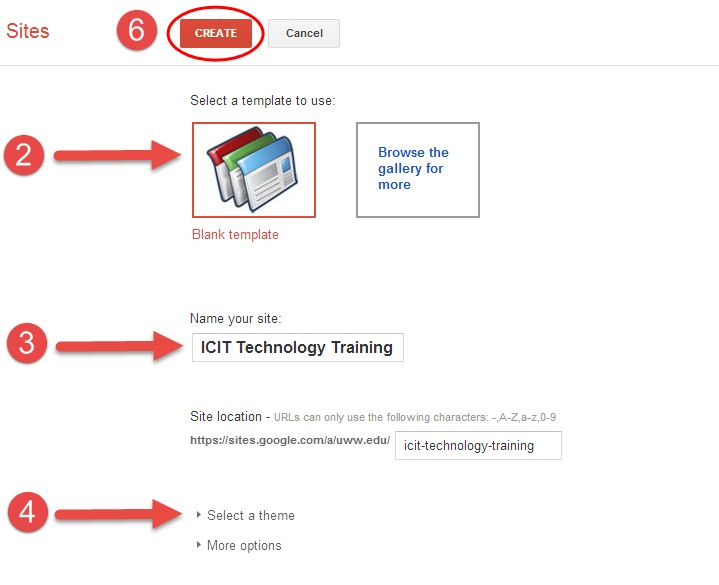 Sites
6
CREATE
Cancel
Select a template to use:
2
Browse the
gallery for
more
Blank template
Name your site:
3
ICIT Technology Training
Site location - URLs can only use the following characters: -,A-Z,a-z,0-9
https://sites.google.com/a/uww.edu/ icit-technology-training
4
Select a theme
More options